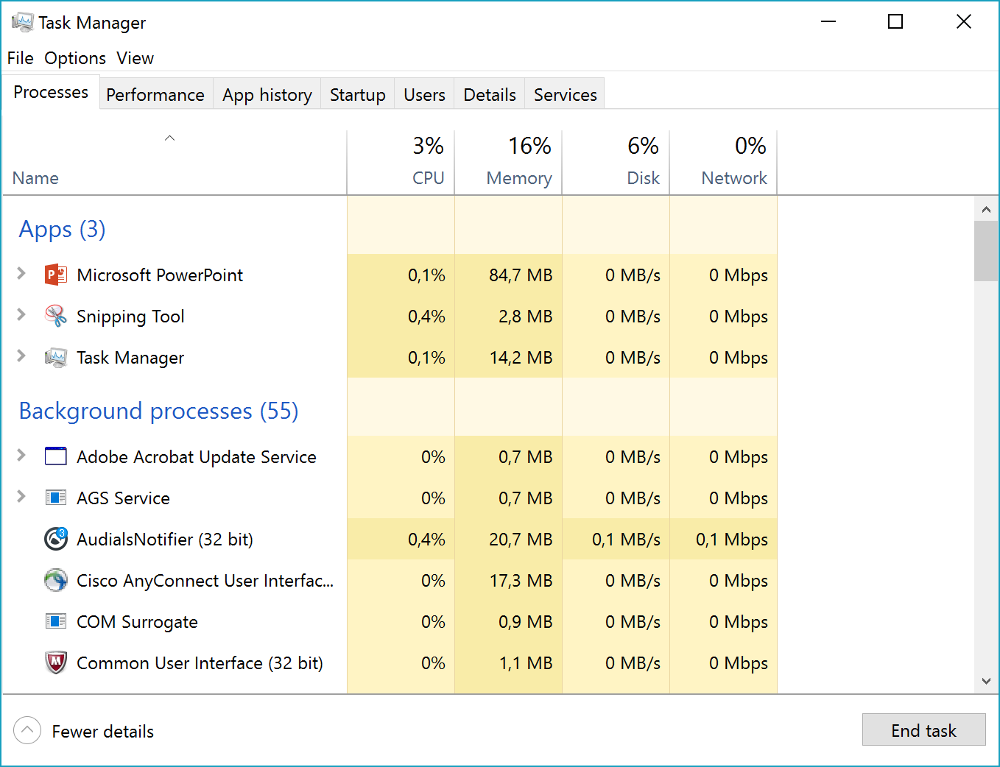 Task Manager
File Options View
Processes Performance App history Startup Users Details Services
3% 16% 6% 0%
Name CPU Memory Disk Network
Apps (3)
Microsoft PowerPoint 0,1% 84,7 MB 0 MB/s 0 Mbps
Snipping Tool 0,4% 2,8 MB 0 MB/s 0 Mbps
Task Manager 0,1% 14,2 MB 0 MB/s 0 Mbps
Background processes (55)
Adobe Acrobat Update Service 0% 0,7 MB 0 MB/s 0 Mbps
AGS Service 0% 0,7 MB 0 MB/s 0 Mbps
AudialsNotifier (32 bit) 0,4% 20,7 MB 0,1 MB/s 0,1 Mbps
Cisco AnyConnect User Interfac... 0% 17,3 MB 0 MB/s 0 Mbps
COM Surrogate 0% 0,9 MB 0 MB/s 0 Mbps
Common User Interface (32 bit) 0% 1,1 MB 0 MB/s 0 Mbps
Fewer details End task